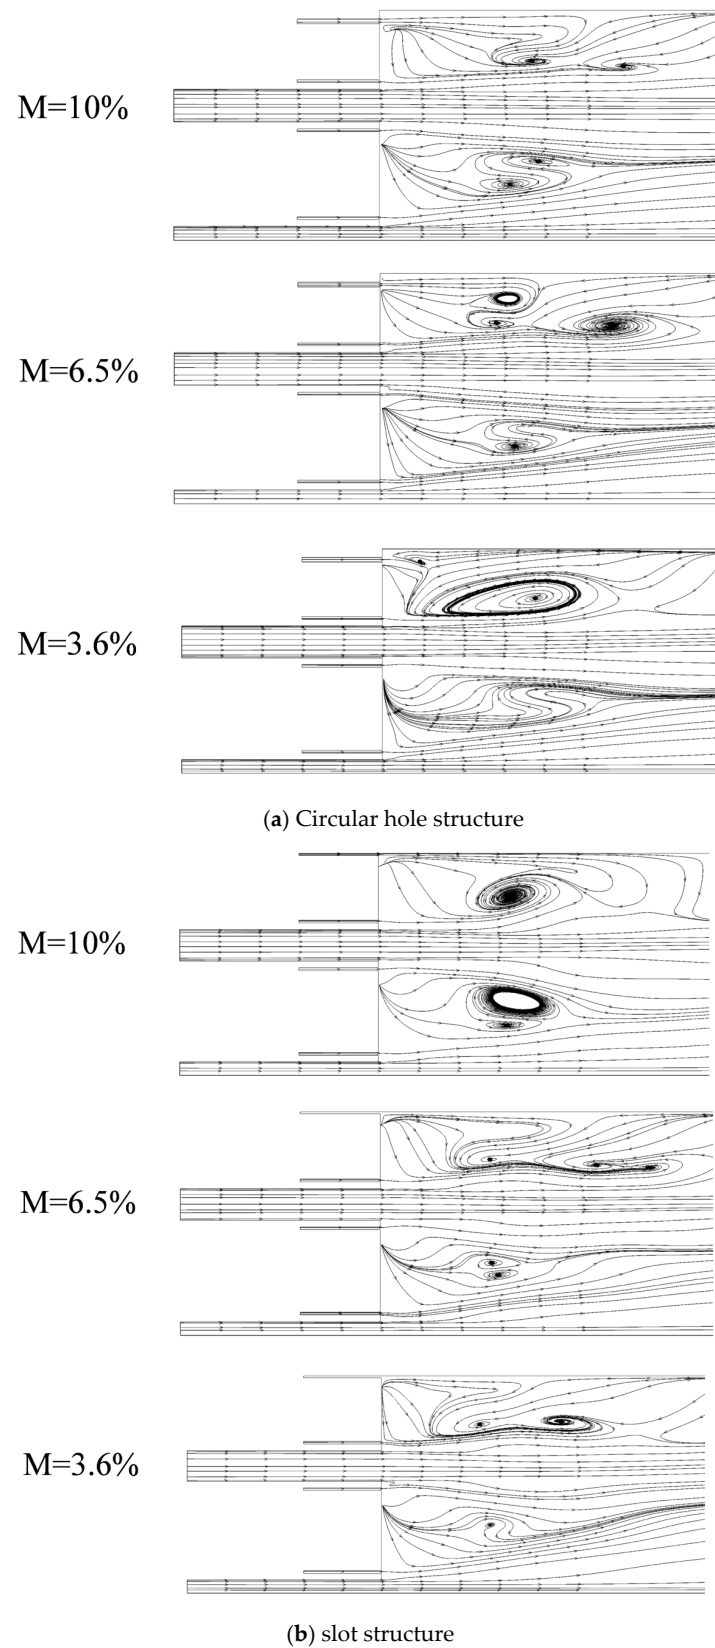 M=10%
M=6.5%
M=3.6%
(a) Circular hole structure
M=10%
M=6.5%
M=3.6%
(b) slot structure